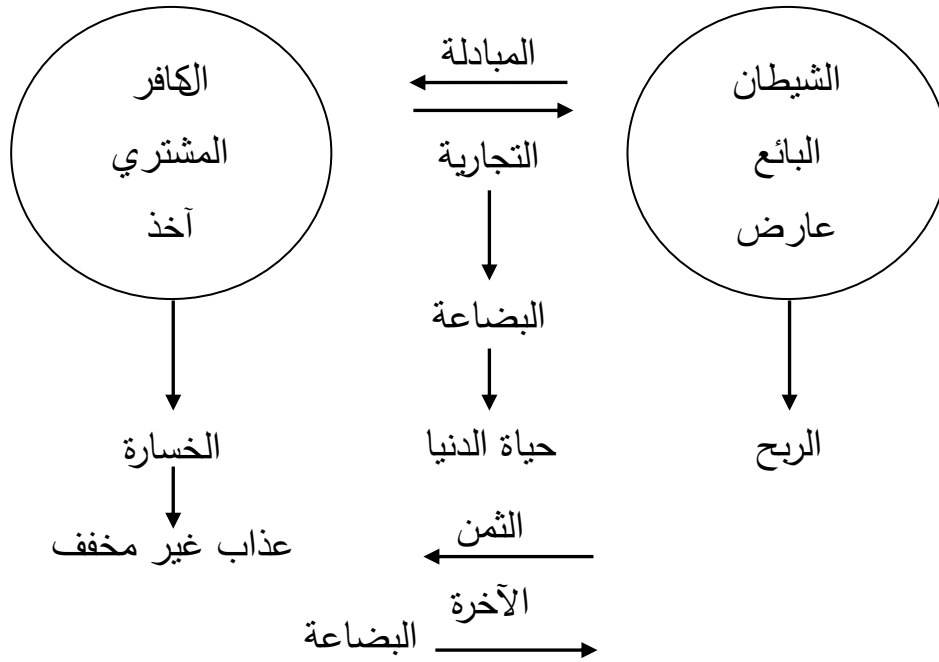 الشيطان
البائع
عارض
المبادلة
التجارية
الكافر
المشتري
آخذ
البضاعة
الربح
حياة الدنيا
الخسارة
الثمن
عذاب غير مخفف
الآخرة
البضاعة